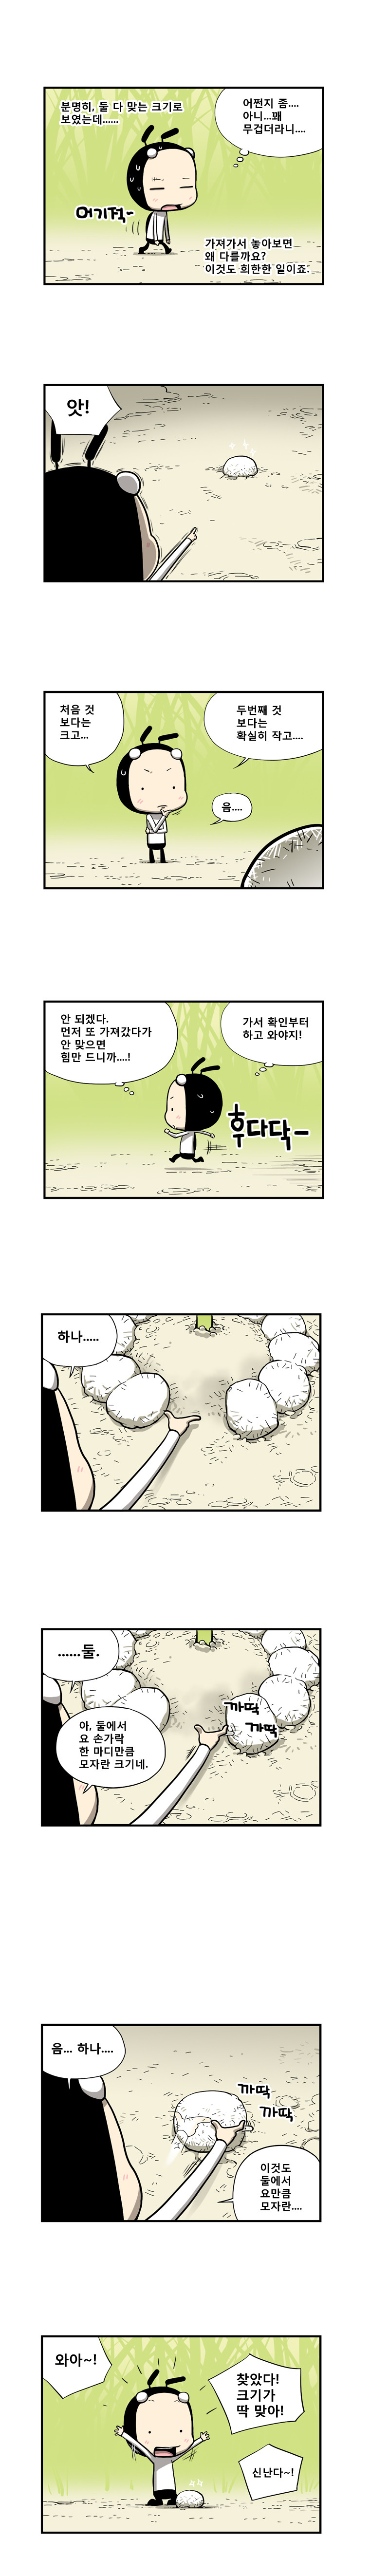 분명히, 둘 다 맞는 크기로
보였는데......
어쩐지 좀....
아니...꽤
무겁더라니....
어기적~
가져가서 놓아보면
왜 다를까요?
이것도 희한한 일이죠.
앗!
처음 것
보다는
크고...
두번째 것
보다는
확실히 작고....
음....
안 되겠다.
먼저 또 가져갔다가
안 맞으면
힘만 드니까....!
가서 확인부터
하고 와야지!
후다닥-
하나.....
......둘.
까딱
까딱
아, 둘에서
요 손가락
한 마디만큼
모자란 크기네.
음... 하나....
까딱
까딱
이것도
둘에서
요만큼
모자란....
와아~!
찾았다!
크기가
딱 맞아!
신난다~!